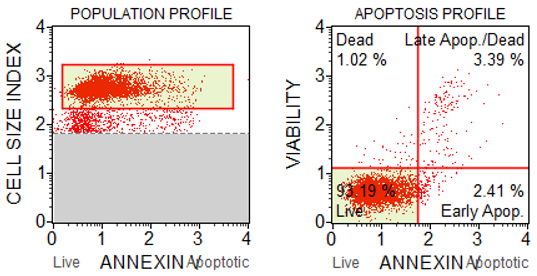 POPULATION PROFILE
CELL SIZE INDEX
4
3
2
1
0
0 1 2 3 4
Live ANNEXIN V Apoptotic
APOPTOSIS PROFILE
VIABILITY
4
3
2
1
0
Dead Late Apop./Dead
1.02 % 3.39 %
93.19 % 2.41 %
Live Early Apop.
0 1 2 3 4
Live ANNEXIN V Apoptotic